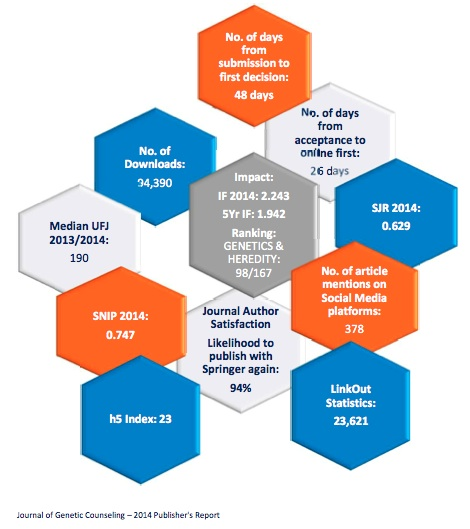 No. of days
from
submission to
first decision:
48 days
No. of days
from
acceptance to
online first:
26 days
No. of
Downloads:
94,390
Impact:
IF 2014: 2.243
5Yr IF: 1.942
Ranking:
GENETICS &
HEREDITY:
98/167
SJR 2014:
0.629
Median UFJ
2013/2014:
190
No. of article
mentions on
Social Media
platforms:
378
SNIP 2014:
0.747
Journal Author
Satisfaction
Likelihood to
publish with
Springer again:
94%
h5 Index: 23
LinkOut
Statistics:
23,621
Journal of Genetic Counseling – 2014 Publisher's Report